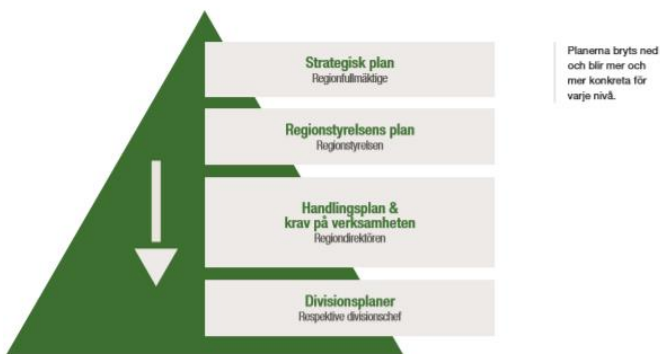 Strategisk plan
Regionfullmäktige
Regionstyrelsens plan
Regionstyrelsen
Handlingsplan &
krav på verksamheten
Regiondirektören
Divisionsplaner
Respektive divisionschef
Planerna bryts ned
och blir mer och
mer konkreta för
varje nivå.